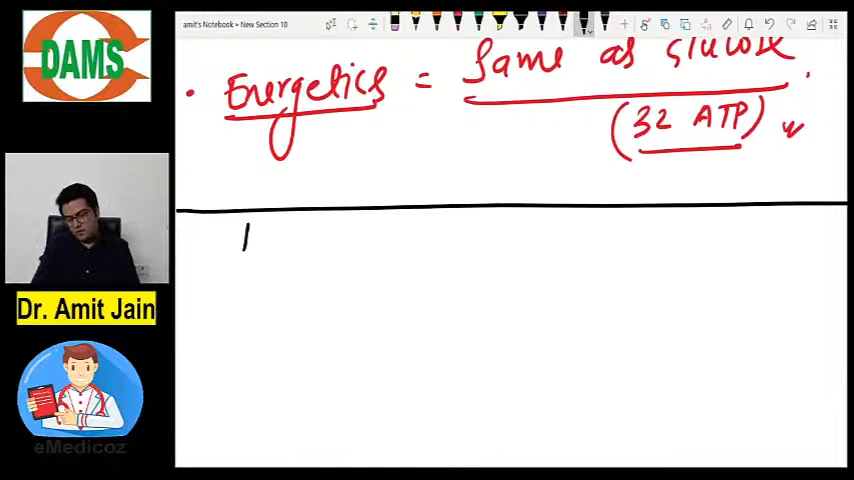 amit's Notebook > New Section 10
DAMS
• Energetics = Same as Glucose.
(32 ATP)
Dr. Amit Jain
eMedicoz